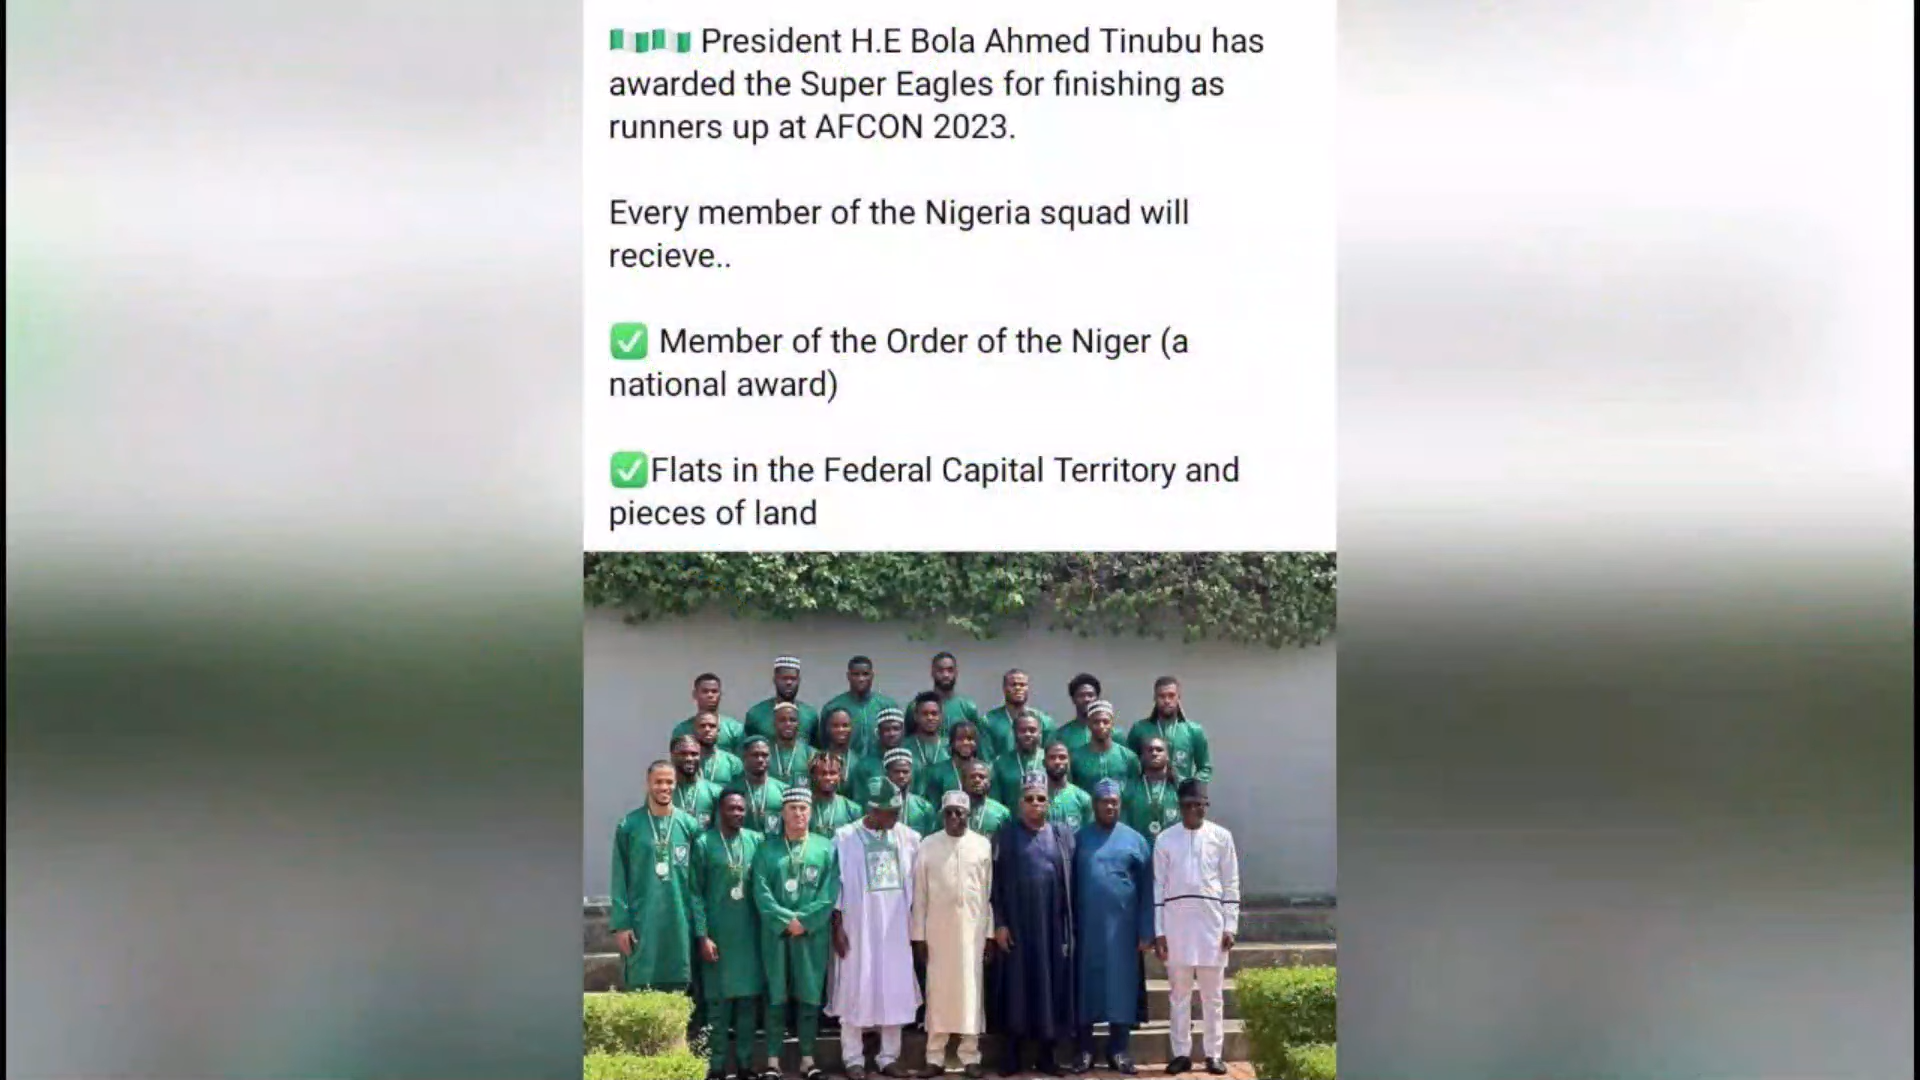 🇳🇬🇳🇬 President H.E Bola Ahmed Tinubu has
awarded the Super Eagles for finishing as
runners up at AFCON 2023.
Every member of the Nigeria squad will
recieve..
✅ Member of the Order of the Niger (a
national award)
✅Flats in the Federal Capital Territory and
pieces of land